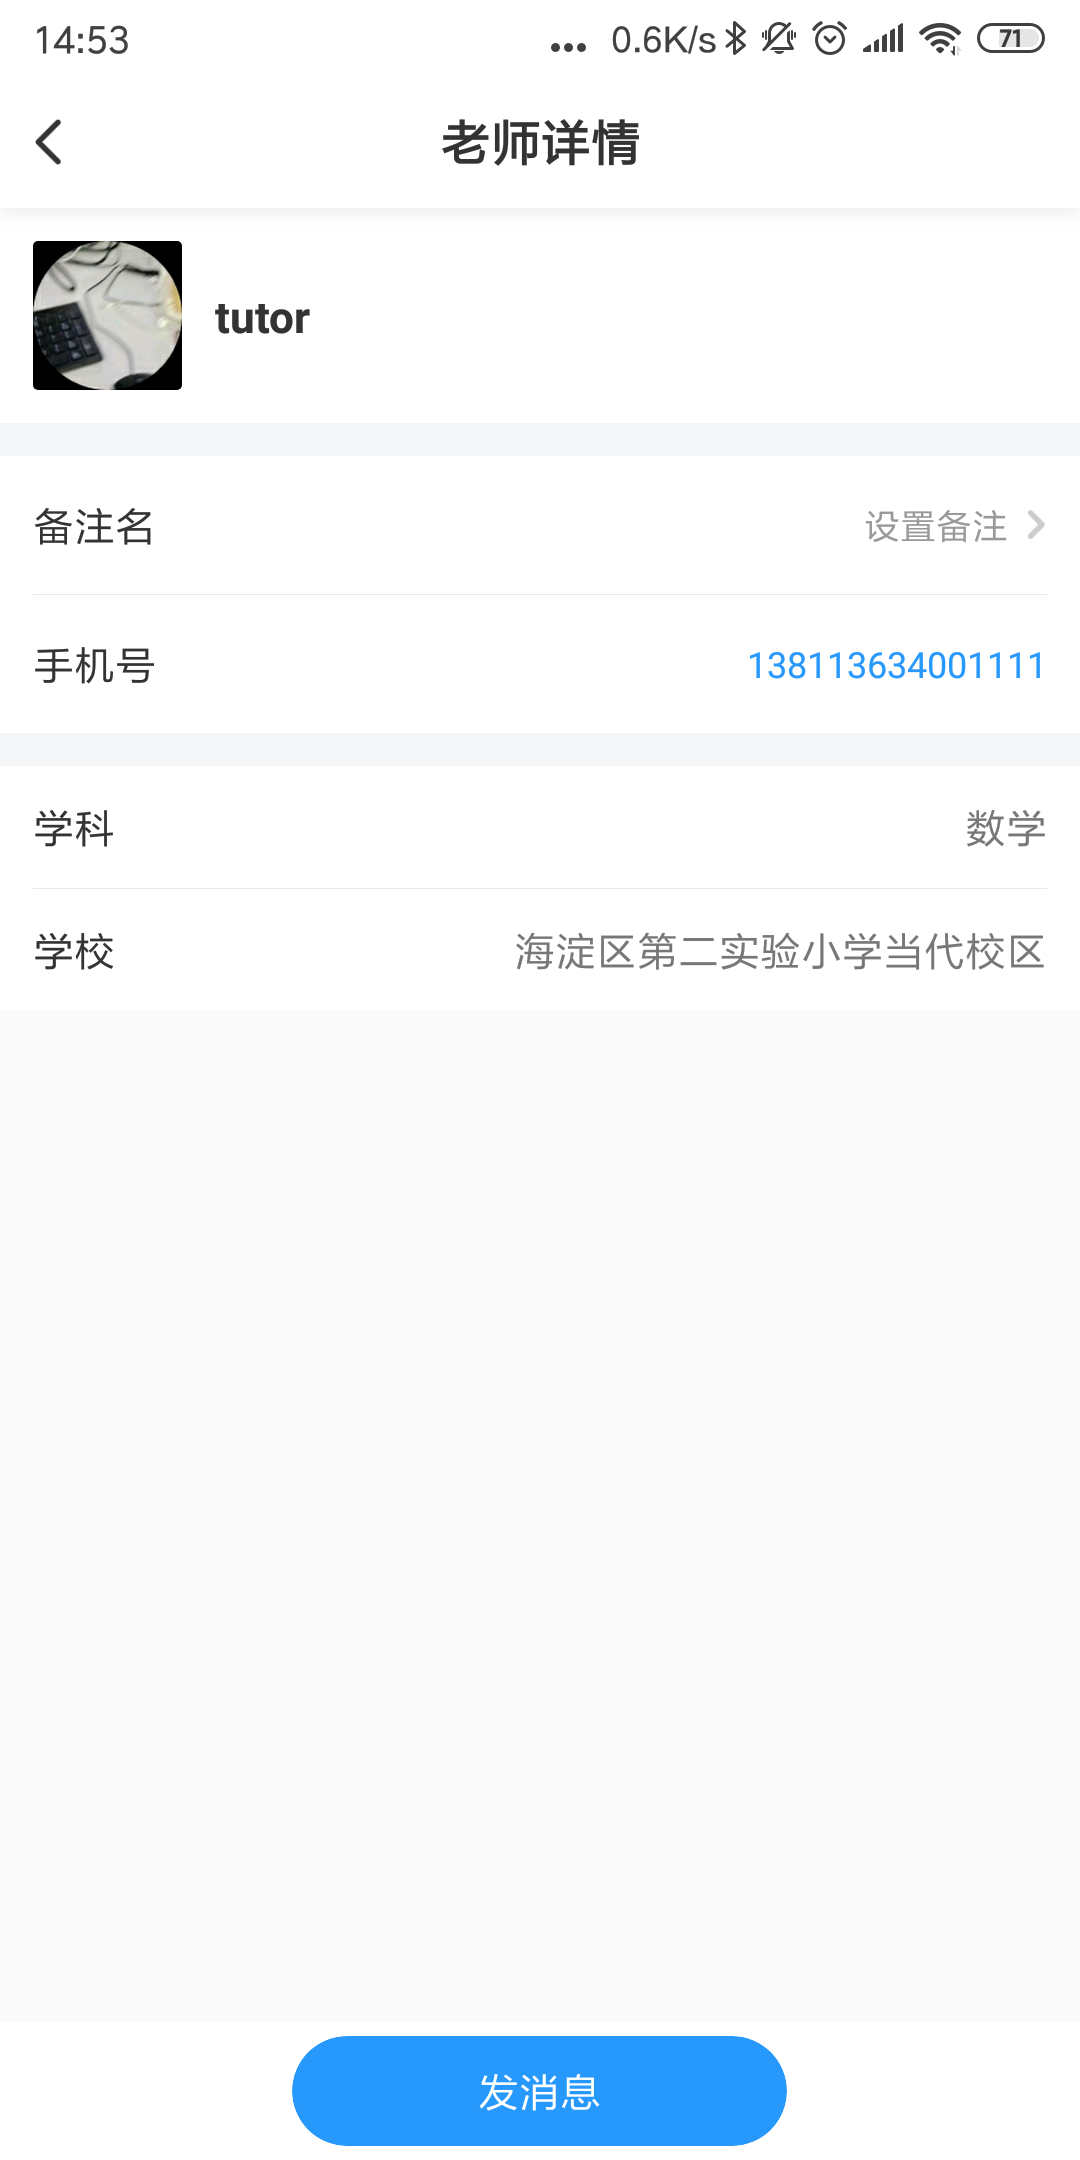 14:53
... 0.6K/s 71
老师详情
tutor
备注名 设置备注
手机号 138113634001111
学科 数学
学校 海淀区第二实验小学当代校区
发消息